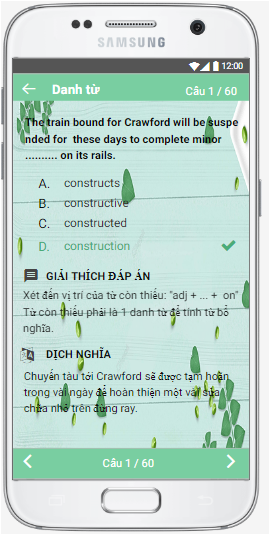 SAMSUNG
12:00
Danh từ
Câu 1 / 60
The train bound for Crawford will be suspe
nded for these days to complete minor
.......... on its rails.
A. constructs
B. constructive
C. constructed
D. construction
GIẢI THÍCH ĐÁP ÁN
Xét đến vị trí của từ còn thiếu: "adj + ... + on"
Từ còn thiếu phải là 1 danh từ để tính từ bổ
nghĩa.
DỊCH NGHĨA
Chuyến tàu tới Crawford sẽ được tạm hoãn
trong vài ngày để hoàn thiện một vài sửa
chữa nhỏ trên đường ray.
Câu 1 / 60